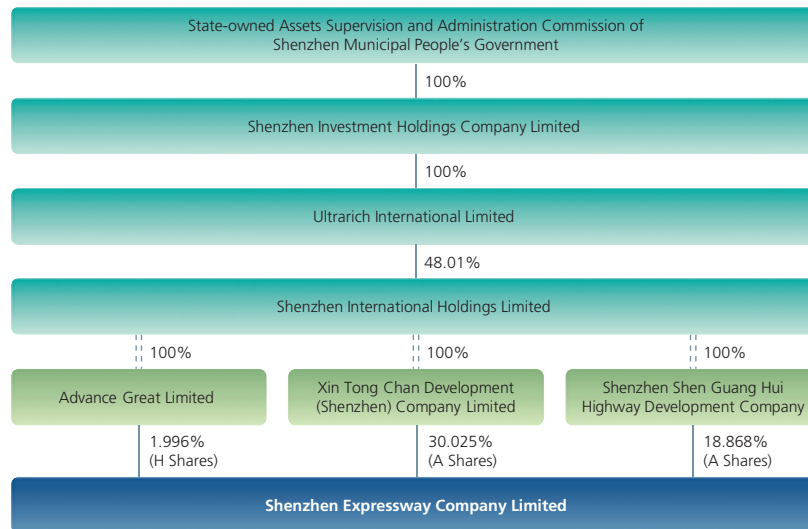 State-owned Assets Supervision and Administration Commission of
Shenzhen Municipal People's Government
100%
Shenzhen Investment Holdings Company Limited
100%
Ultrarich International Limited
48.01%
Shenzhen International Holdings Limited
100%
100%
100%
Advance Great Limited
Xin Tong Chan Development
(Shenzhen) Company Limited
Shenzhen Shen Guang Hui
Highway Development Company
1.996%
(H Shares)
30.025%
(A Shares)
18.868%
(A Shares)
Shenzhen Expressway Company Limited